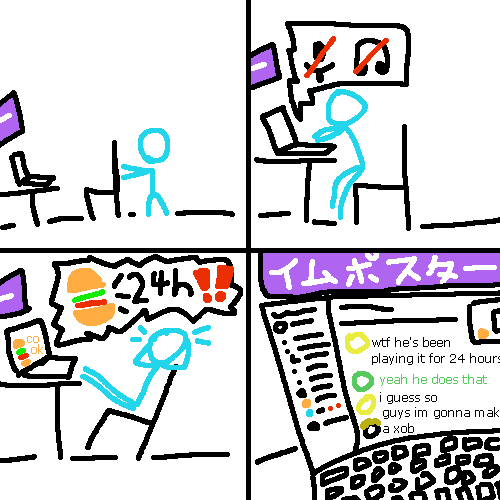 24h!!
co
ok
イムポスター
wtf he's been
playing it for 24 hours
yeah he does that
i guess so
guys im gonna mak
a xob